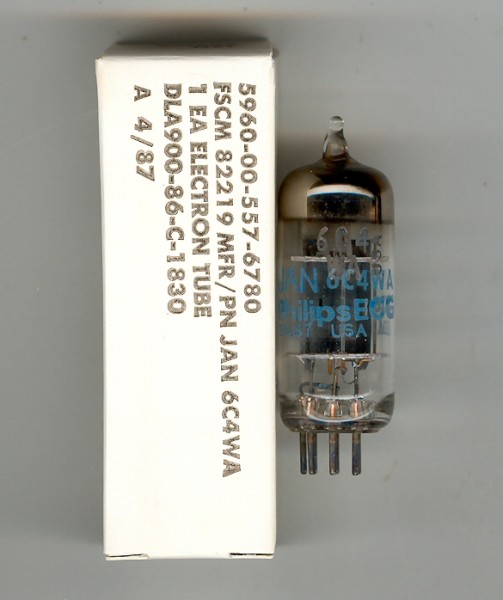 5960-00-557-6780
FSCM 82219 MFR/PN JAN 6C4WA
1 EA ELECTRON TUBE
DLA900-86-C-1830
A 4/87
JAN 6C4WA
PhilipsECG
USA